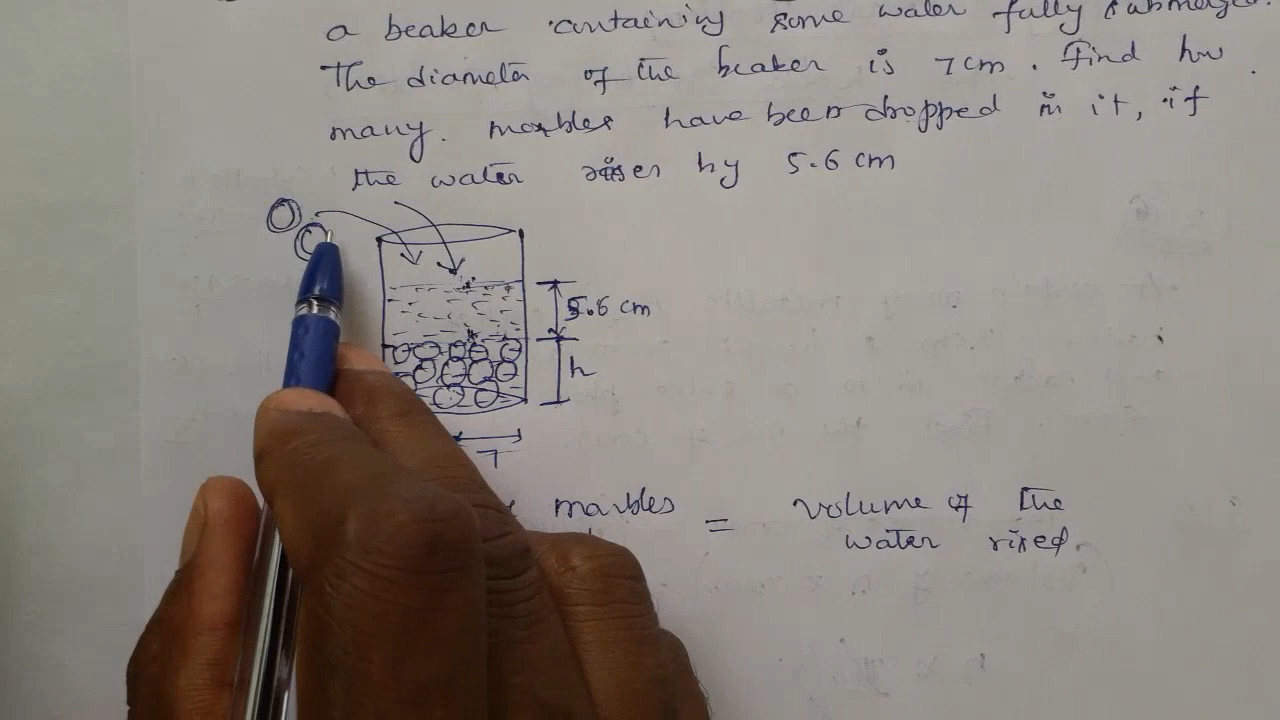 a beaker containing some water fully submerged.
The diameter of the beaker is 7cm. Find how
many. marbles have been dropped in it, if
the water rises by 5.6 cm
5.6 cm
h
7
marbles = volume of the
water rised.